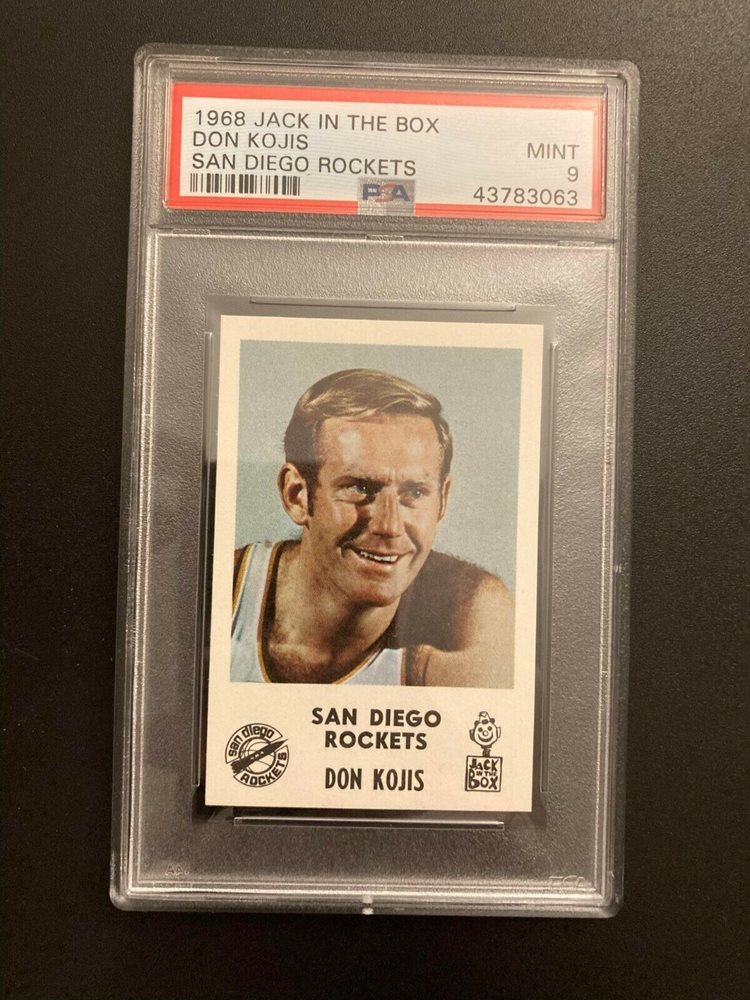 1968 JACK IN THE BOX
DON KOJIS
SAN DIEGO ROCKETS
MINT
9
PSA
43783063
SAN DIEGO
ROCKETS
DON KOJIS
san diego
ROCKETS
JACK
IN THE
BOX